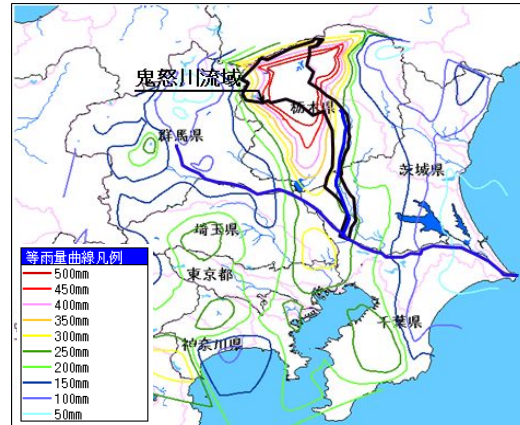 鬼怒川流域
栃木県
群馬県
茨城県
埼玉県
東京都
千葉県
神奈川県
等雨量曲線凡例
500mm
450mm
400mm
350mm
300mm
250mm
200mm
150mm
100mm
50mm